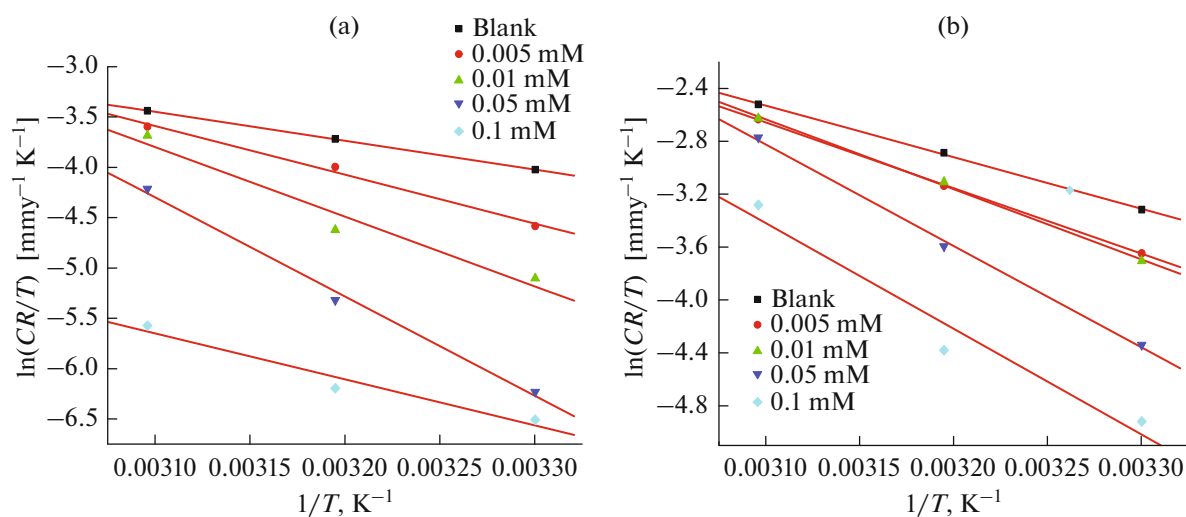 (a)
Blank
0.005 mM
0.01 mM
0.05 mM
0.1 mM
ln(CR/T) [mmy⁻¹ K⁻¹]
−3.0
−3.5
−4.0
−4.5
−5.0
−5.5
−6.0
−6.5
0.00310 0.00315 0.00320 0.00325 0.00330
1/T, K⁻¹
(b)
ln(CR/T) [mmy⁻¹ K⁻¹]
−2.4
−2.8
−3.2
−3.6
−4.0
−4.4
−4.8
Blank
0.005 mM
0.01 mM
0.05 mM
0.1 mM
0.00310 0.00315 0.00320 0.00325 0.00330
1/T, K⁻¹